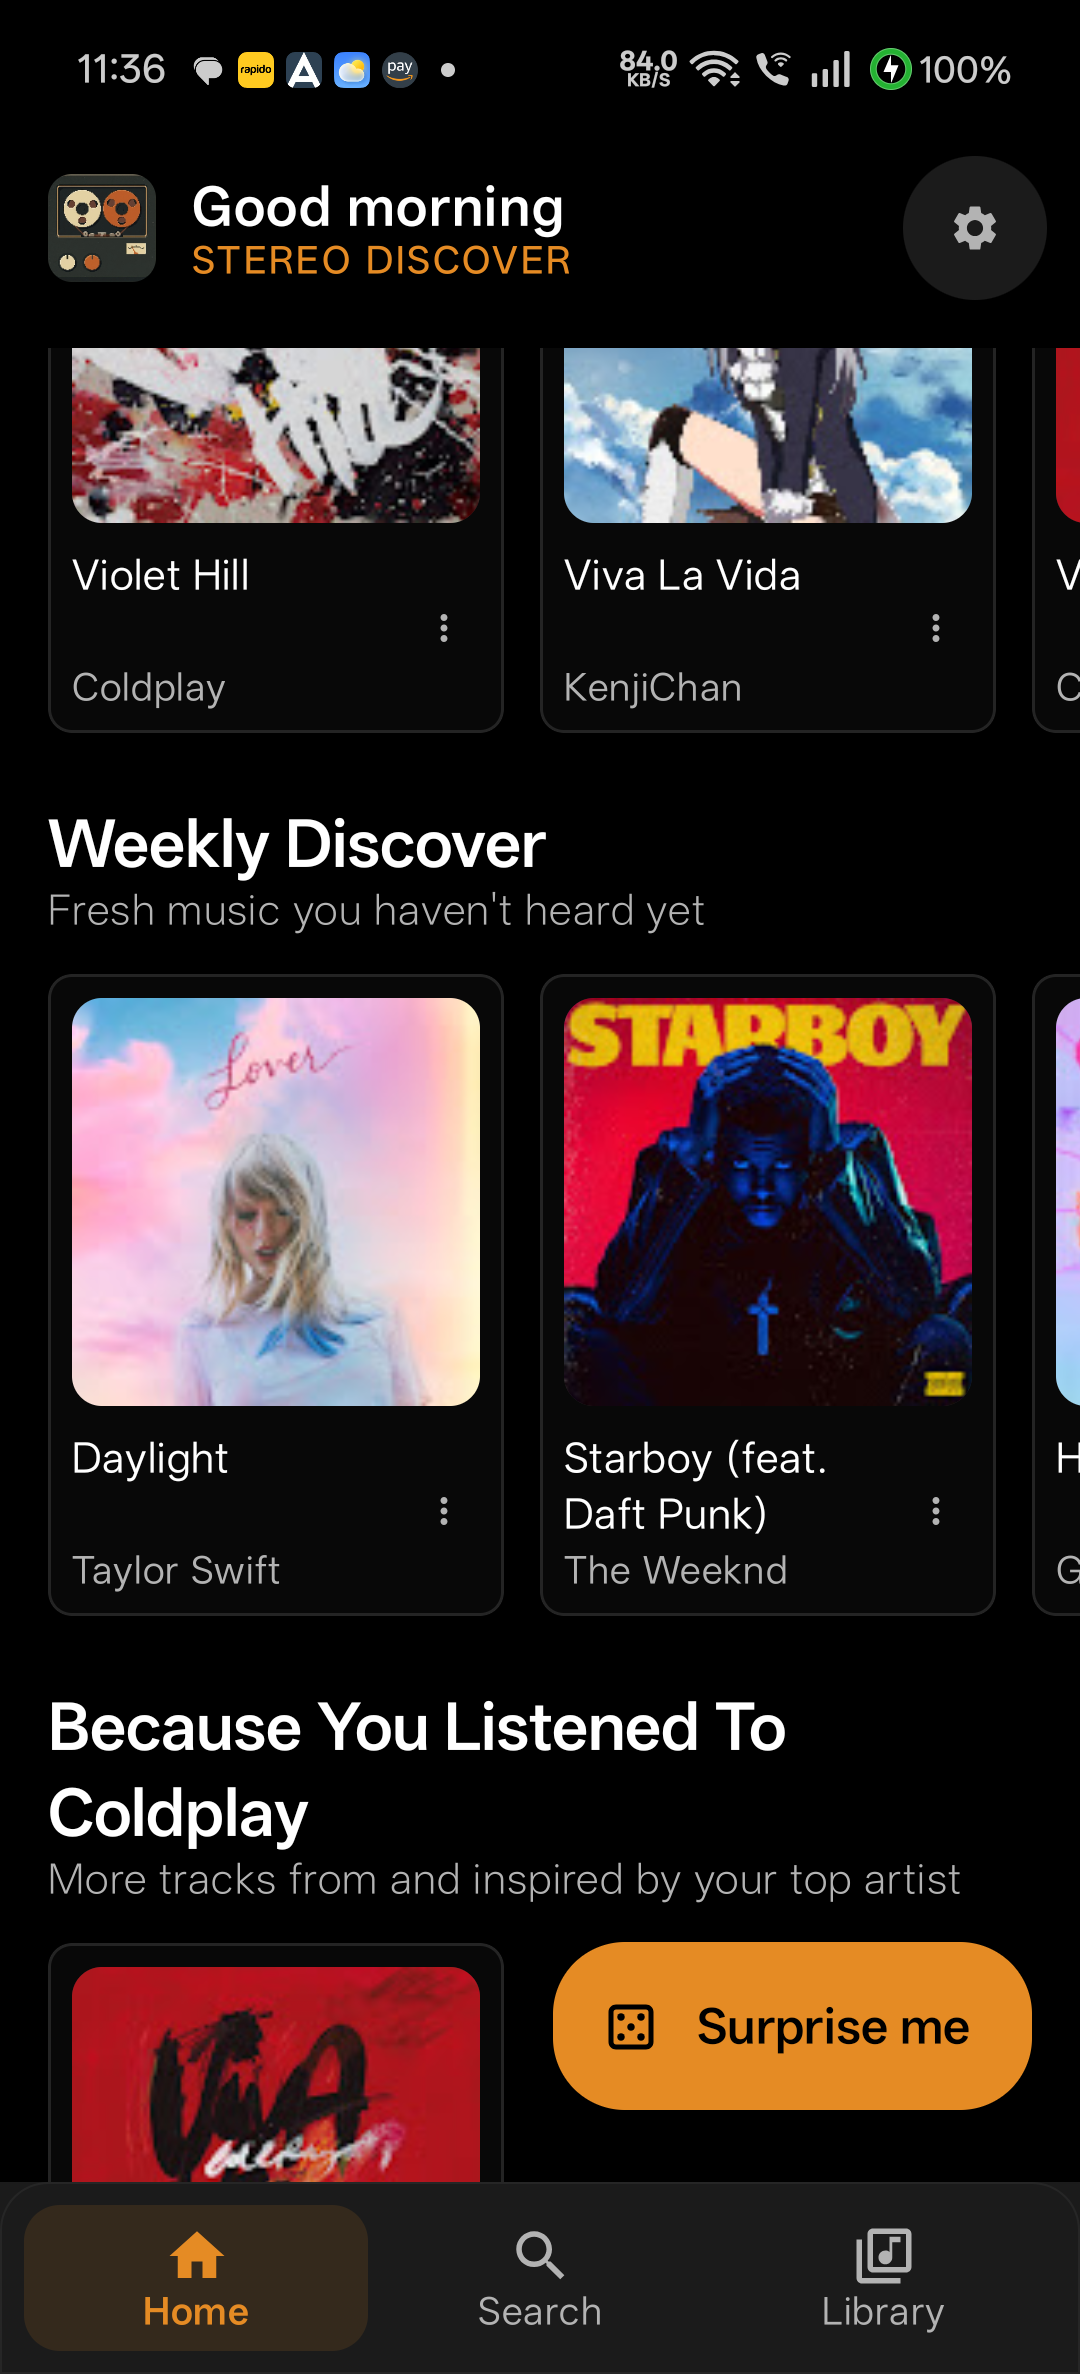 11:36
rapido
pay
84.0
KB/S
100%
Good morning
STEREO DISCOVER
Violet Hill
Coldplay
Viva La Vida
KenjiChan
V
C
Weekly Discover
Fresh music you haven't heard yet
Lover
STARBOY
Daylight
Taylor Swift
Starboy (feat.
Daft Punk)
The Weeknd
H
G
Because You Listened To
Coldplay
More tracks from and inspired by your top artist
Surprise me
Home
Search
Library